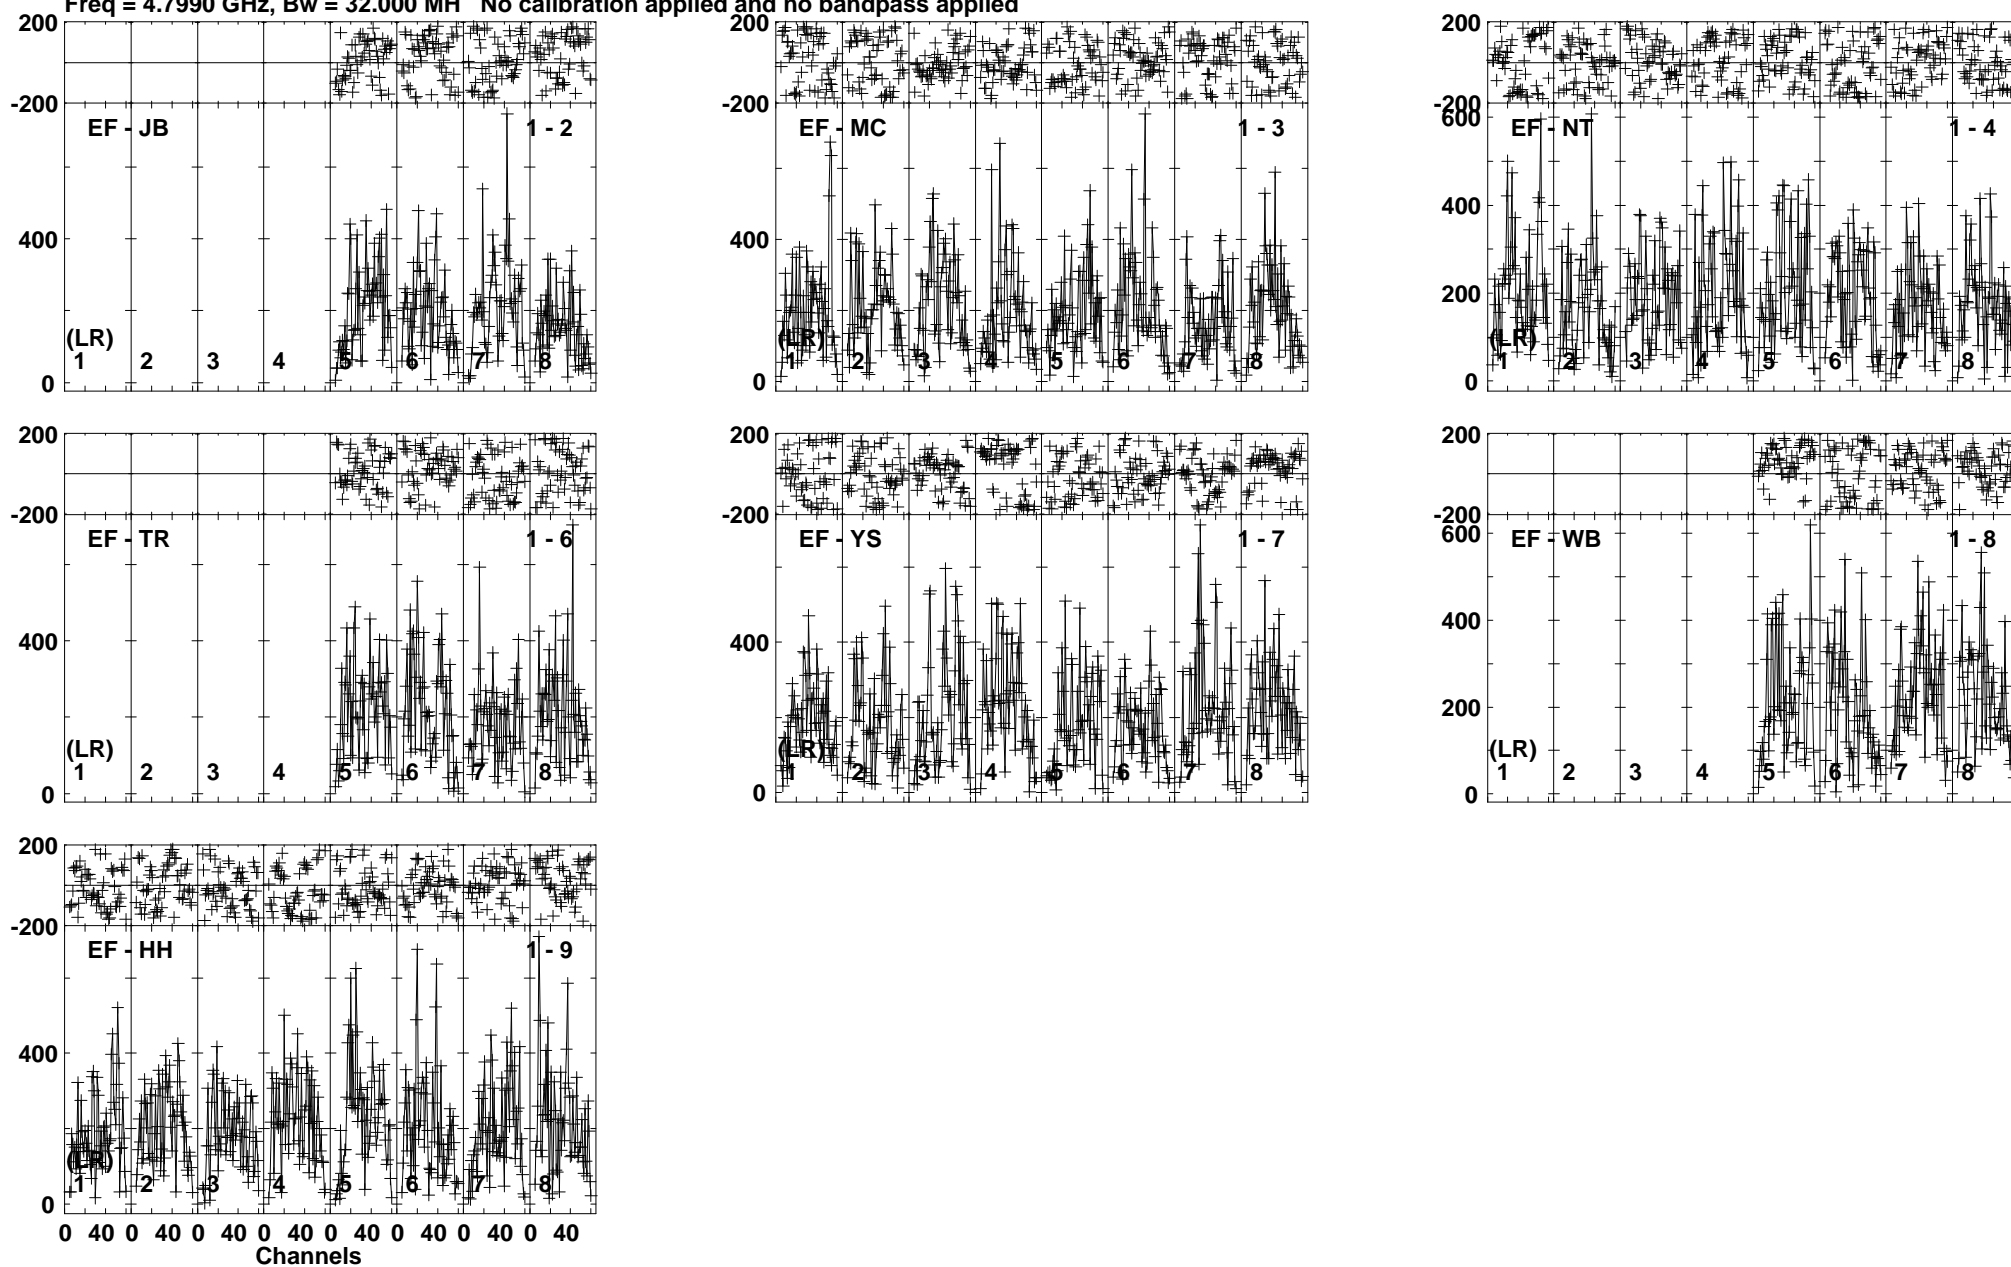 Freq = 4.7990 GHz, Bw = 32.000 MH No calibration applied and no bandpass applied
200
-200
EF - JB 1 - 2
400
(LR)
1 2 3 4 5 6 7 8
0
EF - MC 1 - 3
200
-200
400
(LR)
1 2 3 4 5 6 7 8
0
200
-200
600
EF - NT 1 - 4
400
200
(LR)
1 2 3 4 5 6 7 8
0
200
-200
EF - TR 1 - 6
400
(LR)
1 2 3 4 5 6 7 8
0
200
-200
EF - YS 1 - 7
400
(LR)
1 2 3 4 5 6 7 8
0
200
-200
600
EF - WB 1 - 8
400
200
(LR)
1 2 3 4 5 6 7 8
0
200
-200
EF - HH 1 - 9
400
(LR)
1 2 3 4 5 6 7 8
0
0 40 0 40 0 40 0 40 0 40 0 40 0 40 0 40
Channels